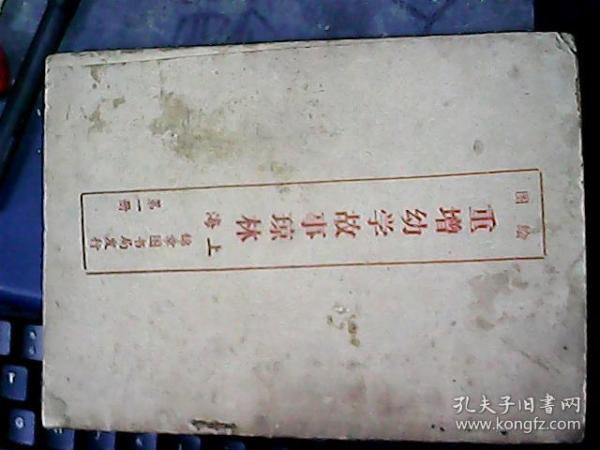 绘图
重增幼学故事琼林
上海
锦章图书局发行
第一册
孔夫子旧书网
www.kongfz.com